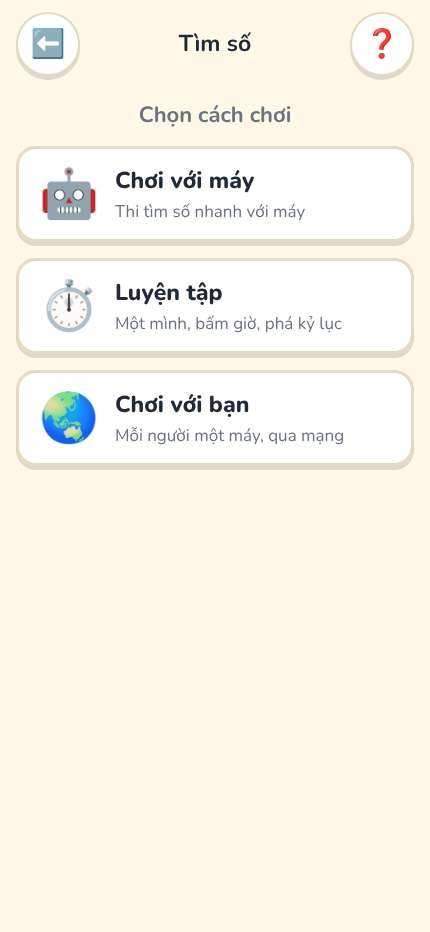 Tìm số
Chọn cách chơi
Chơi với máy
Thi tìm số nhanh với máy
Luyện tập
Một mình, bấm giờ, phá kỷ lục
Chơi với bạn
Mỗi người một máy, qua mạng